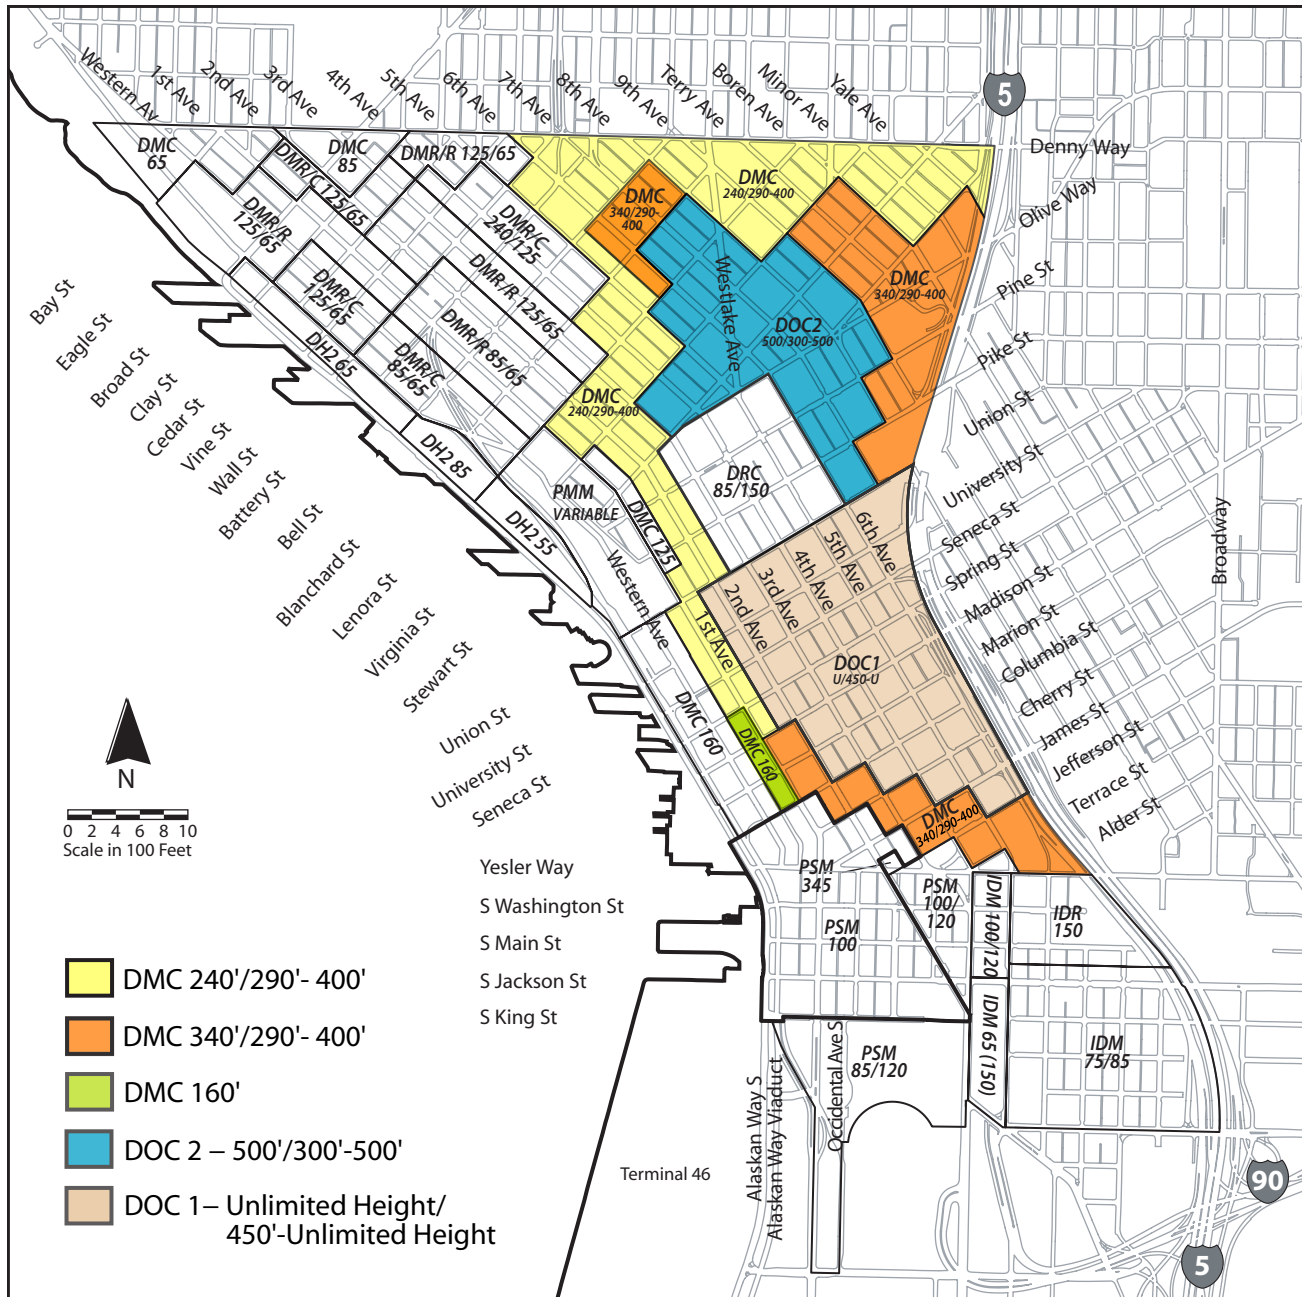 Western Av
1st Ave
2nd Ave
3rd Ave
4th Ave
5th Ave
6th Ave
7th Ave
8th Ave
9th Ave
Terry Ave
Boren Ave
Minor Ave
Yale Ave
5
Denny Way
Olive Way
Pine St
Pike St
Union St
University St
Seneca St
Spring St
Madison St
Marion St
Columbia St
Cherry St
James St
Jefferson St
Terrace St
Alder St
Broadway
DMC
65
DMC
85
DMR/R 125/65
DMR/C 125/65
DMR/R
125/65
DMR/C
240/125
DMR/R 125/65
DMR/C
125/65
DMR/R 85/65
DMR/C
85/65
DH2 65
DH2 85
DH2 55
DMC
340/290-
400
DMC
240/290-400
DMC
340/290-400
Westlake Ave
DOC2
500/300-500
DMC
240/290-400
DRC
85/150
PMM
VARIABLE
DMC 125
Western Ave
1st Ave
2nd Ave
3rd Ave
4th Ave
5th Ave
6th Ave
DOC1
U/450-U
DMC 160
DMC 160
DMC
340/290-400
PSM
345
PSM
100/
120
PSM
100
IDM 100/120
IDR
150
IDM 65 (150)
IDM
75/85
PSM
85/120
Bay St
Eagle St
Broad St
Clay St
Cedar St
Vine St
Wall St
Battery St
Bell St
Blanchard St
Lenora St
Virginia St
Stewart St
Union St
University St
Seneca St
Yesler Way
S Washington St
S Main St
S Jackson St
S King St
Alaskan Way S
Alaskan Way Viaduct
Occidental Ave S
Terminal 46
90
5
N
0 2 4 6 8 10
Scale in 100 Feet
DMC 240'/290'- 400'
DMC 340'/290'- 400'
DMC 160'
DOC 2 – 500'/300'-500'
DOC 1– Unlimited Height/
450'-Unlimited Height